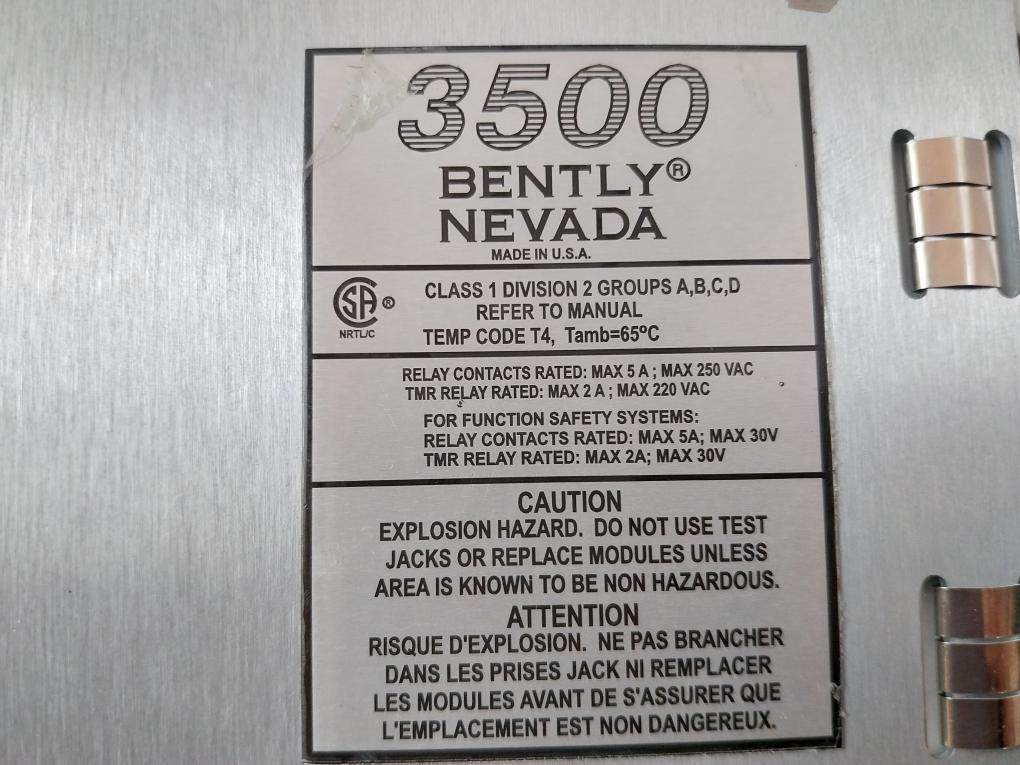 3500
BENTLY®
NEVADA
MADE IN U.S.A.
SA ®
NRTL/C
CLASS 1 DIVISION 2 GROUPS A,B,C,D
REFER TO MANUAL
TEMP CODE T4, Tamb=65ºC
RELAY CONTACTS RATED: MAX 5 A ; MAX 250 VAC
TMR RELAY RATED: MAX 2 A ; MAX 220 VAC
FOR FUNCTION SAFETY SYSTEMS:
RELAY CONTACTS RATED: MAX 5A; MAX 30V
TMR RELAY RATED: MAX 2A; MAX 30V
CAUTION
EXPLOSION HAZARD. DO NOT USE TEST
JACKS OR REPLACE MODULES UNLESS
AREA IS KNOWN TO BE NON HAZARDOUS.
ATTENTION
RISQUE D'EXPLOSION. NE PAS BRANCHER
DANS LES PRISES JACK NI REMPLACER
LES MODULES AVANT DE S'ASSURER QUE
L'EMPLACEMENT EST NON DANGEREUX.